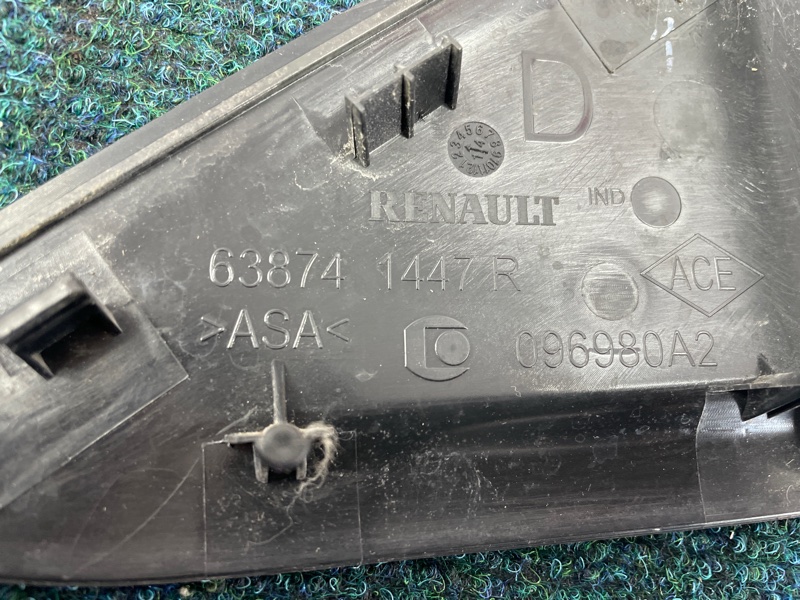 D
RENAULT
IND
63874 1447 R
ACE
>ASA<
096980A2